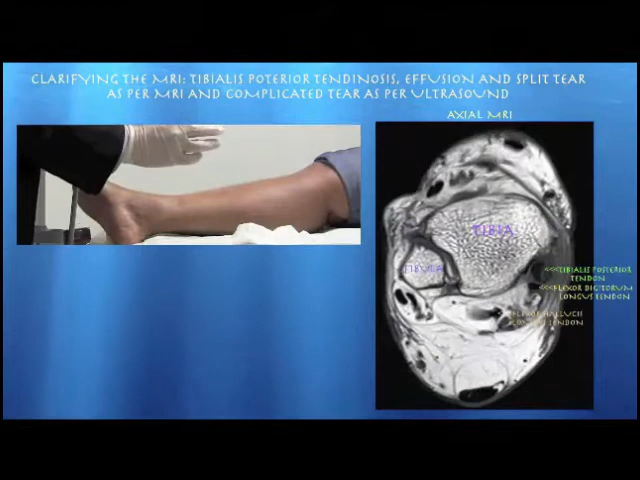 CLARIFYING THE MRI: TIBIALIS POTERIOR TENDINOSIS, EFFUSION AND SPLIT TEAR
AS PER MRI AND COMPLICATED TEAR AS PER ULTRASOUND
AXIAL MRI
TIBIA
FIBULA
<<<TIBIALIS POSTERIOR
TENDON
<<<FLEXOR DIGITORUM
LONGUS TENDON
FLEXOR HALLUCIS
LONGUS TENDON